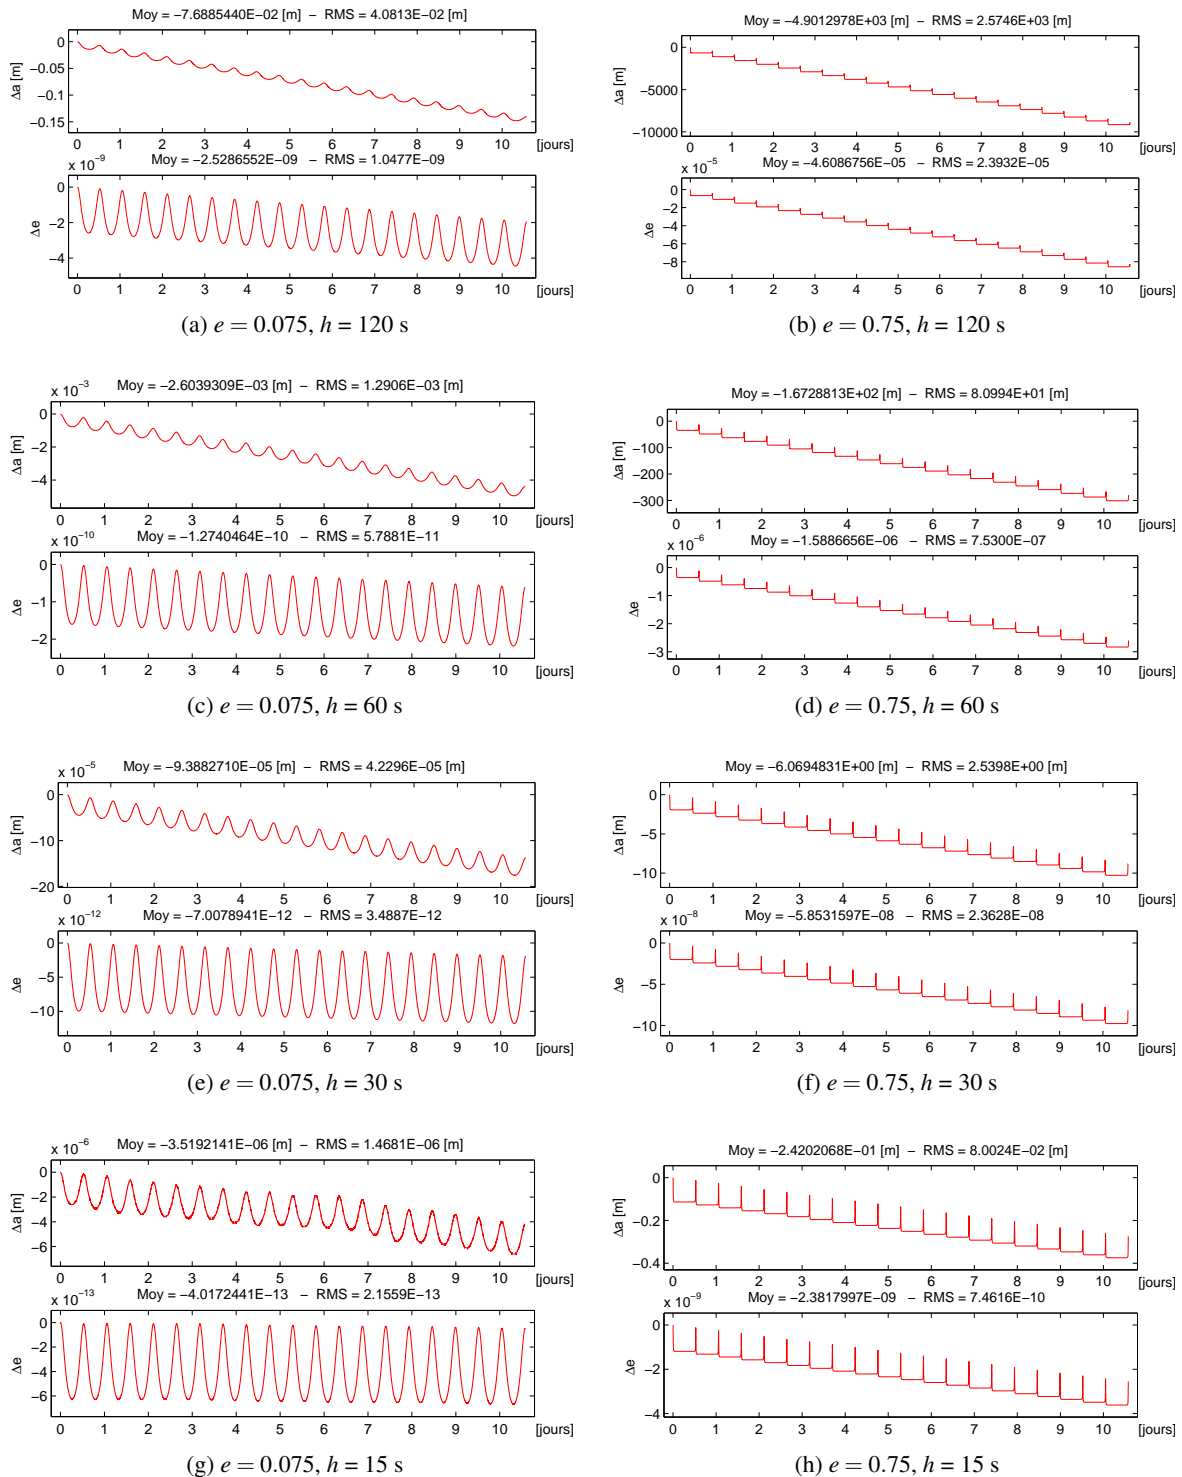 Moy = −7.6885440E−02 [m]  −  RMS = 4.0813E−02 [m]
0
−0.05
−0.1
−0.15
Δa [m]
0 1 2 3 4 5 6 7 8 9 10 [jours]
x 10⁻⁹ Moy = −2.5286552E−09   − RMS = 1.0477E−09
0
−2
−4
Δe
0 1 2 3 4 5 6 7 8 9 10 [jours]
(a) e = 0.075, h = 120 s
Moy = −4.9012978E+03 [m]  −  RMS = 2.5746E+03 [m]
0
−5000
−10000
Δa [m]
0 1 2 3 4 5 6 7 8 9 10 [jours]
x 10⁻⁵ Moy = −4.6086756E−05   − RMS = 2.3932E−05
0
−2
−4
−6
−8
Δe
0 1 2 3 4 5 6 7 8 9 10 [jours]
(b) e = 0.75, h = 120 s
x 10⁻³ Moy = −2.6039309E−03 [m]  −  RMS = 1.2906E−03 [m]
0
−2
−4
Δa [m]
0 1 2 3 4 5 6 7 8 9 10 [jours]
x 10⁻¹⁰ Moy = −1.2740464E−10   − RMS = 5.7881E−11
0
−1
−2
Δe
0 1 2 3 4 5 6 7 8 9 10 [jours]
(c) e = 0.075, h = 60 s
Moy = −1.6728813E+02 [m]  −  RMS = 8.0994E+01 [m]
0
−100
−200
−300
Δa [m]
0 1 2 3 4 5 6 7 8 9 10 [jours]
x 10⁻⁶ Moy = −1.5886656E−06   − RMS = 7.5300E−07
0
−1
−2
−3
Δe
0 1 2 3 4 5 6 7 8 9 10 [jours]
(d) e = 0.75, h = 60 s
x 10⁻⁵ Moy = −9.3882710E−05 [m]  −  RMS = 4.2296E−05 [m]
0
−10
−20
Δa [m]
0 1 2 3 4 5 6 7 8 9 10 [jours]
x 10⁻¹² Moy = −7.0078941E−12   − RMS = 3.4887E−12
0
−5
−10
Δe
0 1 2 3 4 5 6 7 8 9 10 [jours]
(e) e = 0.075, h = 30 s
Moy = −6.0694831E+00 [m]  −  RMS = 2.5398E+00 [m]
0
−5
−10
Δa [m]
0 1 2 3 4 5 6 7 8 9 10 [jours]
x 10⁻⁸ Moy = −5.8531597E−08   − RMS = 2.3628E−08
0
−5
−10
Δe
0 1 2 3 4 5 6 7 8 9 10 [jours]
(f) e = 0.75, h = 30 s
x 10⁻⁶ Moy = −3.5192141E−06 [m]  −  RMS = 1.4681E−06 [m]
0
−2
−4
−6
Δa [m]
0 1 2 3 4 5 6 7 8 9 10 [jours]
x 10⁻¹³ Moy = −4.0172441E−13   − RMS = 2.1559E−13
0
−2
−4
−6
Δe
0 1 2 3 4 5 6 7 8 9 10 [jours]
(g) e = 0.075, h = 15 s
Moy = −2.4202068E−01 [m]  −  RMS = 8.0024E−02 [m]
0
−0.2
−0.4
Δa [m]
0 1 2 3 4 5 6 7 8 9 10 [jours]
x 10⁻⁹ Moy = −2.3817997E−09   − RMS = 7.4616E−10
0
−2
−4
Δe
0 1 2 3 4 5 6 7 8 9 10 [jours]
(h) e = 0.75, h = 15 s